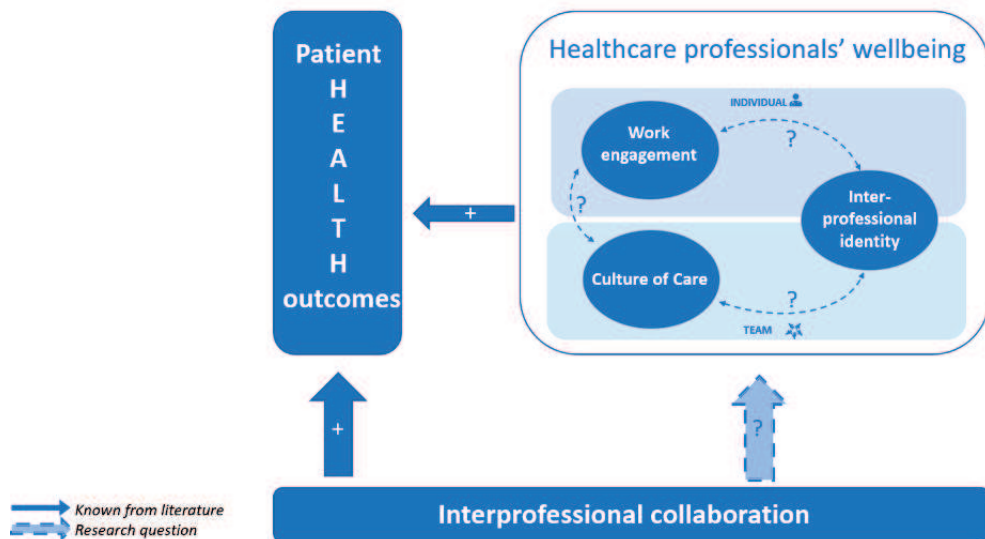 Patient
H
E
A
L
T
H
outcomes
Healthcare professionals’ wellbeing
INDIVIDUAL
Work
engagement
?
Inter-
professional
identity
?
+
Culture of Care
?
TEAM
+
?
Known from literature
Research question
Interprofessional collaboration